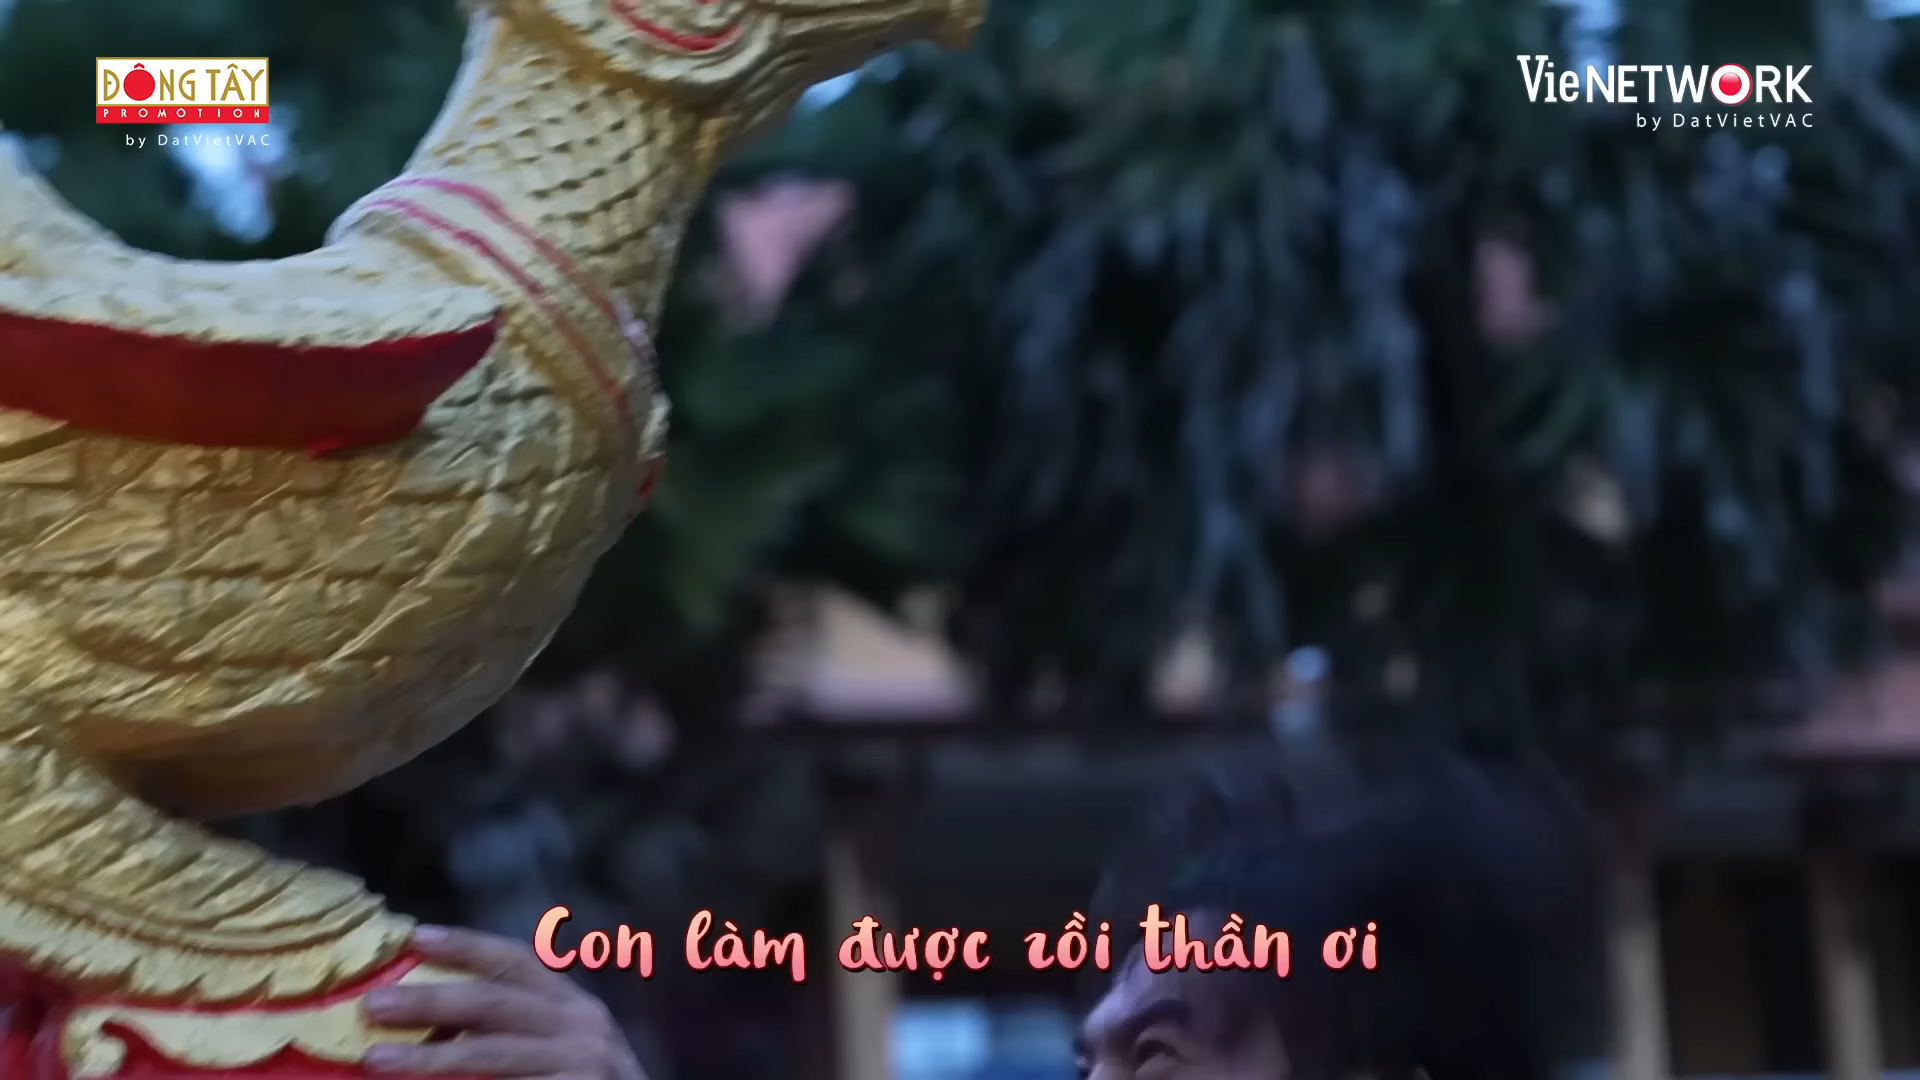 ĐÔNG TÂY
PROMOTION
by DatVietVAC
VieNETWORK
by DatVietVAC
Con làm được rồi thần ơi